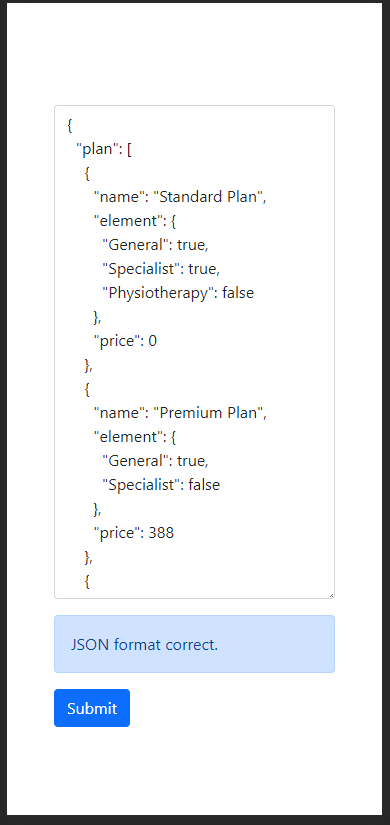 {
"plan": [
{
"name": "Standard Plan",
"element": {
"General": true,
"Specialist": true,
"Physiotherapy": false
},
"price": 0
},
{
"name": "Premium Plan",
"element": {
"General": true,
"Specialist": false
},
"price": 388
},
{
JSON format correct.
Submit